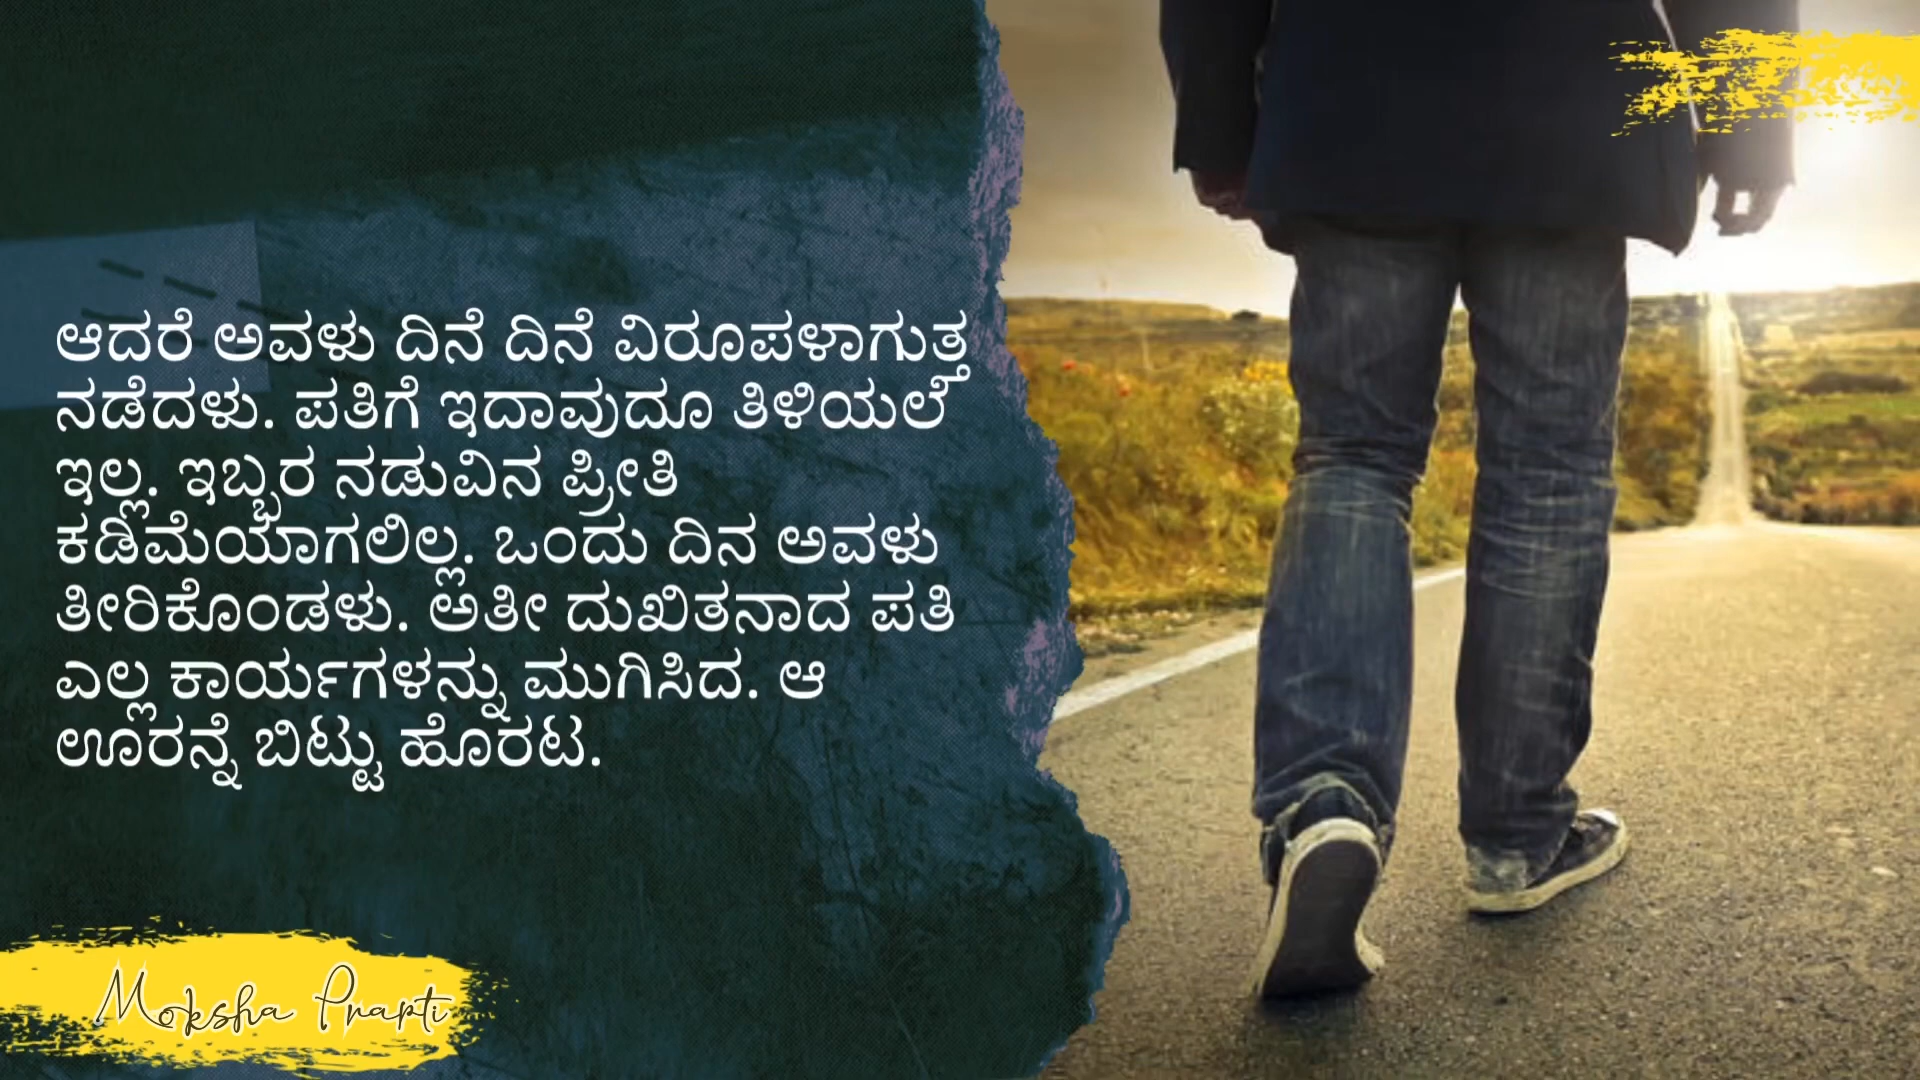 ಆದರೆ ಅವಳು ದಿನೆ ದಿನೆ ವಿರೂಪಳಾಗುತ್ತ
ನಡೆದಳು. ಪತಿಗೆ ಇದಾವುದೂ ತಿಳಿಯಲೆ
ಇಲ್ಲ. ಇಬ್ಬರ ನಡುವಿನ ಪ್ರೀತಿ
ಕಡಿಮೆಯಾಗಲಿಲ್ಲ. ಒಂದು ದಿನ ಅವಳು
ತೀರಿಕೊಂಡಳು. ಅತೀ ದುಖಿತನಾದ ಪತಿ
ಎಲ್ಲ ಕಾರ್ಯಗಳನ್ನು ಮುಗಿಸಿದ. ಆ
ಊರನ್ನೆ ಬಿಟ್ಟು ಹೊರಟ.
Moksha Prapti